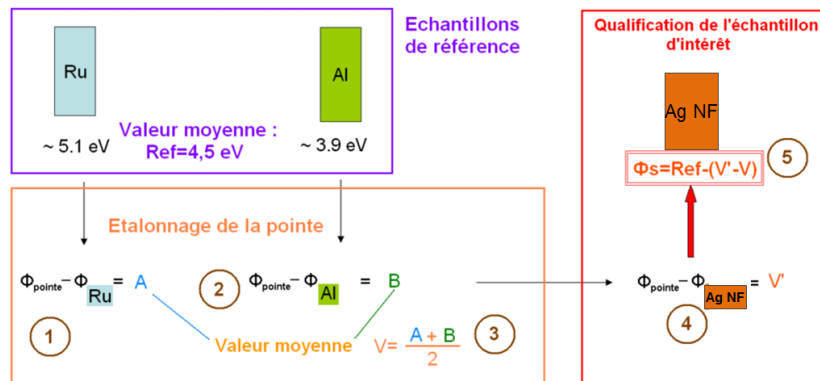 Echantillons
de référence
Ru
Al
Valeur moyenne :
Ref=4,5 eV
~ 5.1 eV
~ 3.9 eV
Etalonnage de la pointe
Φpointe − ΦRu = A
1
2
Φpointe − ΦAl = B
Valeur moyenne
V= A + B
2
3
Qualification de l'échantillon
d'intérêt
Ag NF
Φs=Ref-(V'-V)
5
Φpointe − ΦAg NF = V'
4